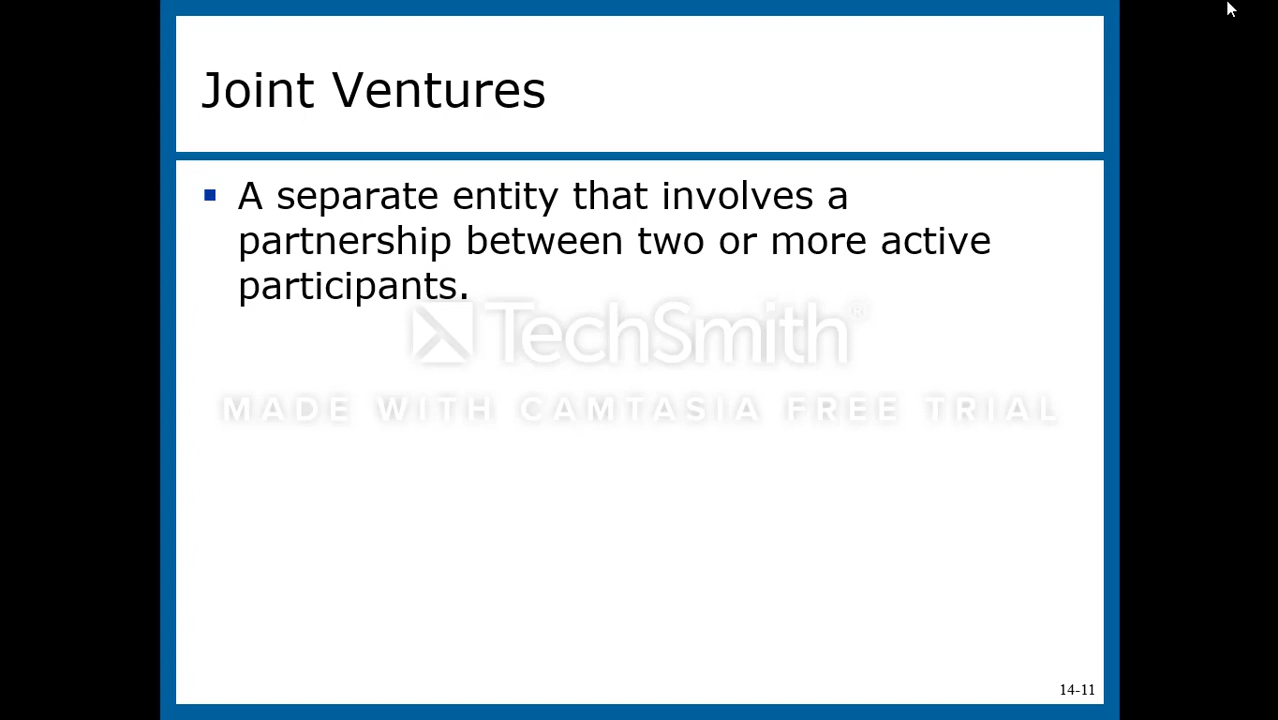 Joint Ventures
A separate entity that involves a
partnership between two or more active
participants.
TechSmith®
MADE WITH CAMTASIA FREE TRIAL
14-11